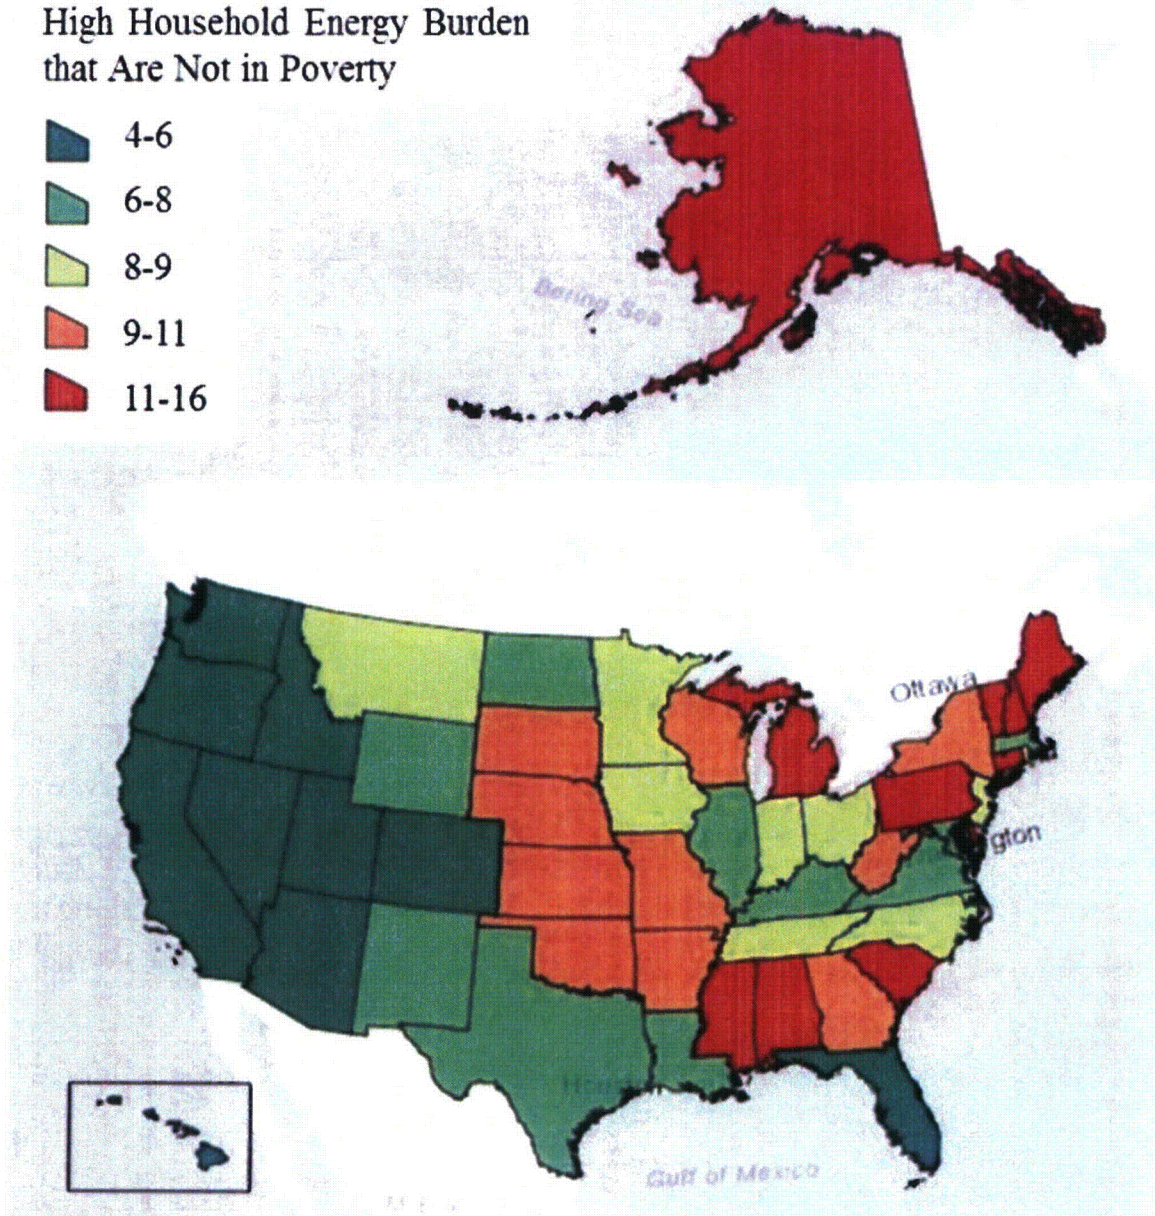 High Household Energy Burden
that Are Not in Poverty
4-6
6-8
8-9
9-11
11-16
Bering Sea
Ottawa
gton
Gulf of Mexico